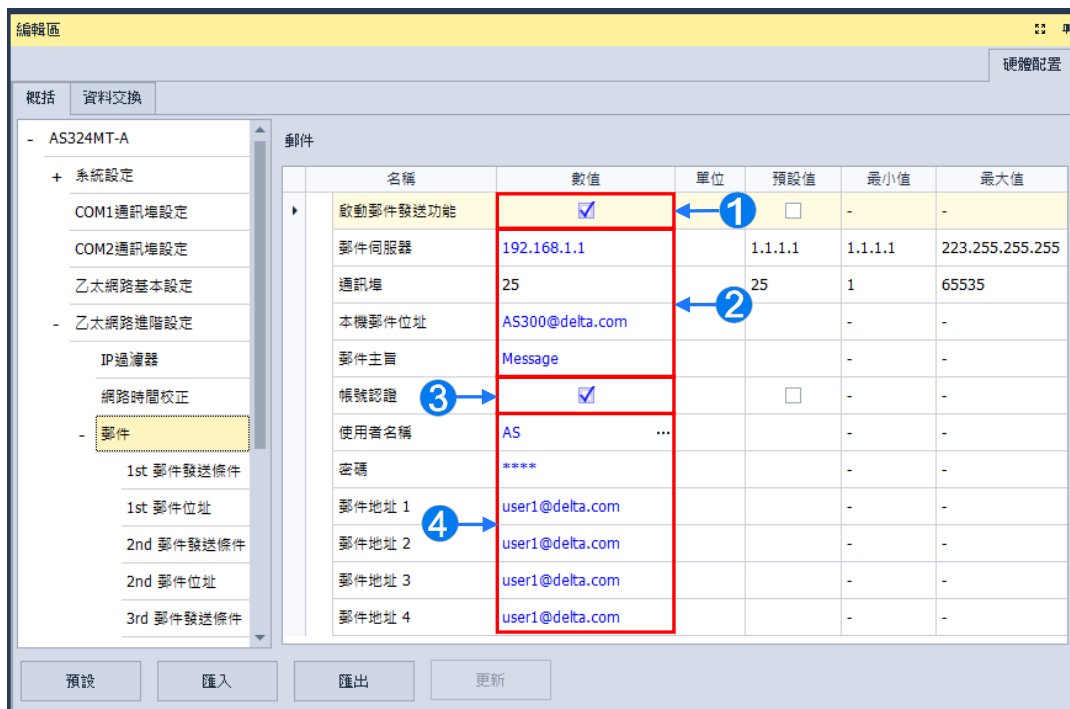 編輯區
硬體配置
概括 資料交換
- AS324MT-A
+ 系統設定
COM1通訊埠設定
COM2通訊埠設定
乙太網路基本設定
- 乙太網路進階設定
IP過濾器
網路時間校正
- 郵件
1st 郵件發送條件
1st 郵件位址
2nd 郵件發送條件
2nd 郵件位址
3rd 郵件發送條件
郵件
名稱 數值 單位 預設值 最小值 最大值
啟動郵件發送功能 1 - -
郵件伺服器 192.168.1.1 1.1.1.1 1.1.1.1 223.255.255.255
通訊埠 25 2 25 1 65535
本機郵件位址 AS300@delta.com - -
郵件主旨 Message - -
帳號認證 3 - -
使用者名稱 AS ... - -
密碼 **** - -
郵件地址 1 4 user1@delta.com - -
郵件地址 2 user1@delta.com - -
郵件地址 3 user1@delta.com - -
郵件地址 4 user1@delta.com - -
預設 匯入 匯出 更新